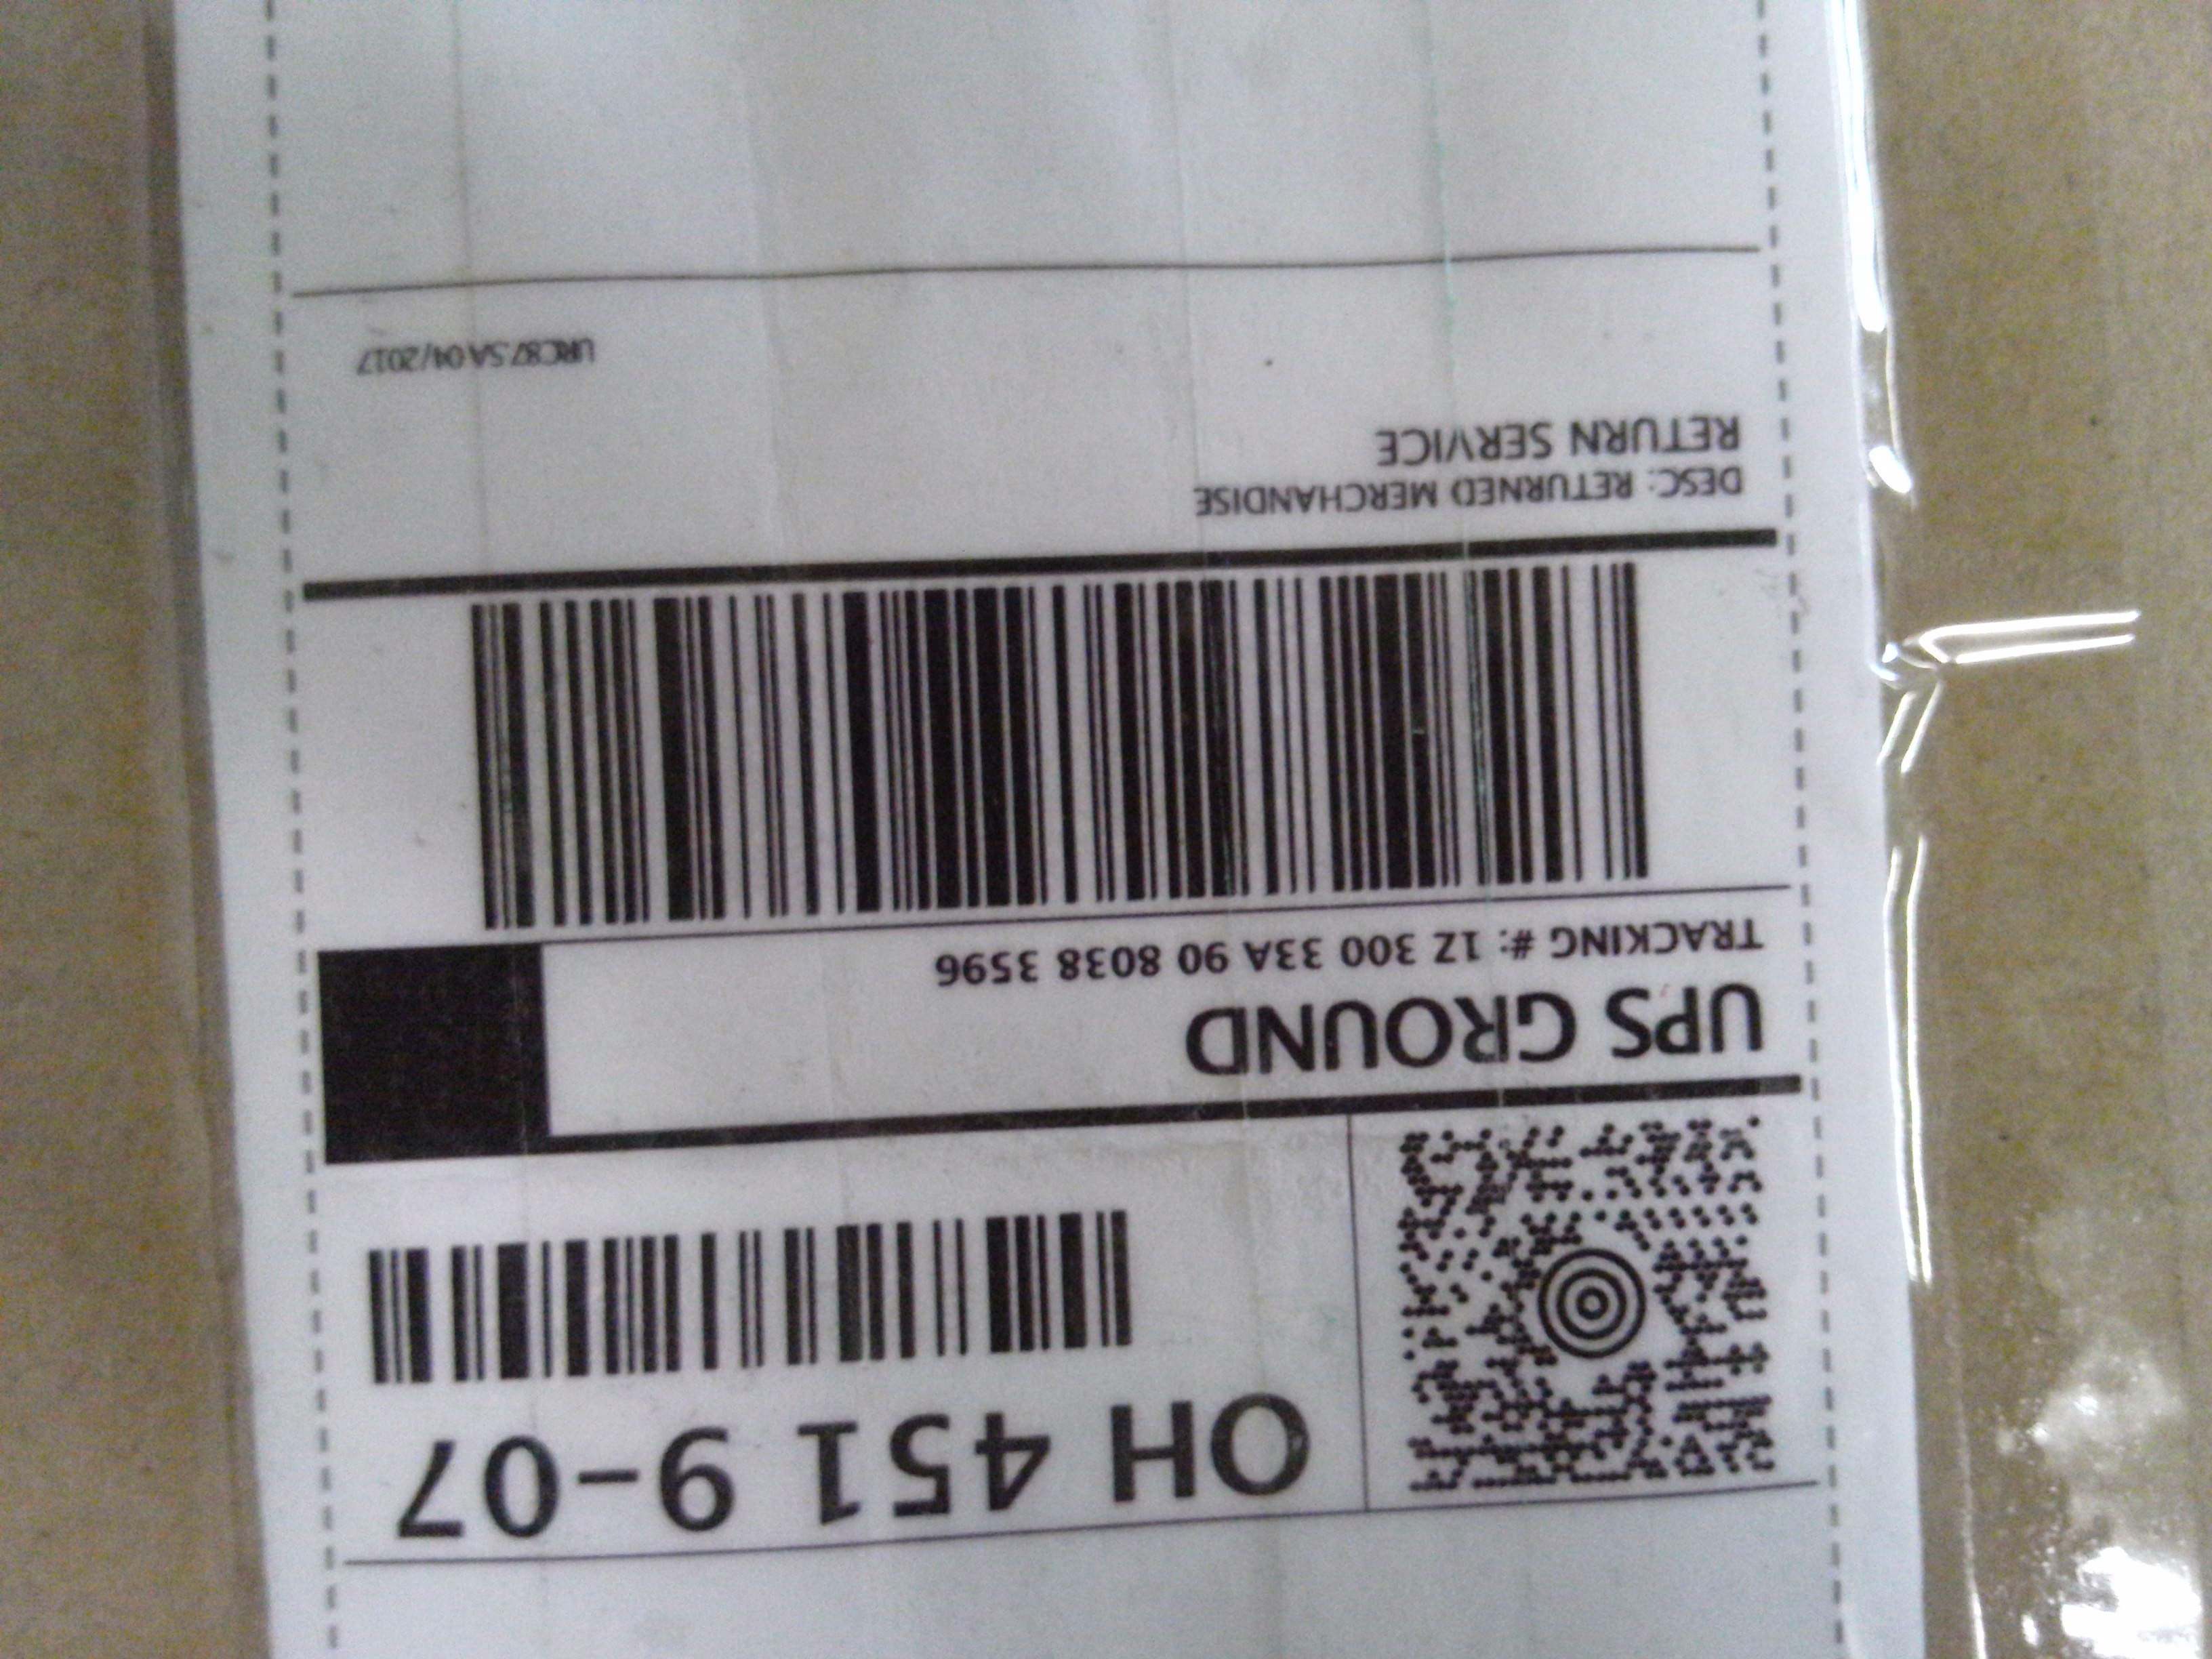 OH 451 9-07
UPS GROUND
TRACKING #: 1Z 300 33A 90 8038 3596
DESC: RETURNED MERCHANDISE
RETURN SERVICE
URC87.5A 04/2017